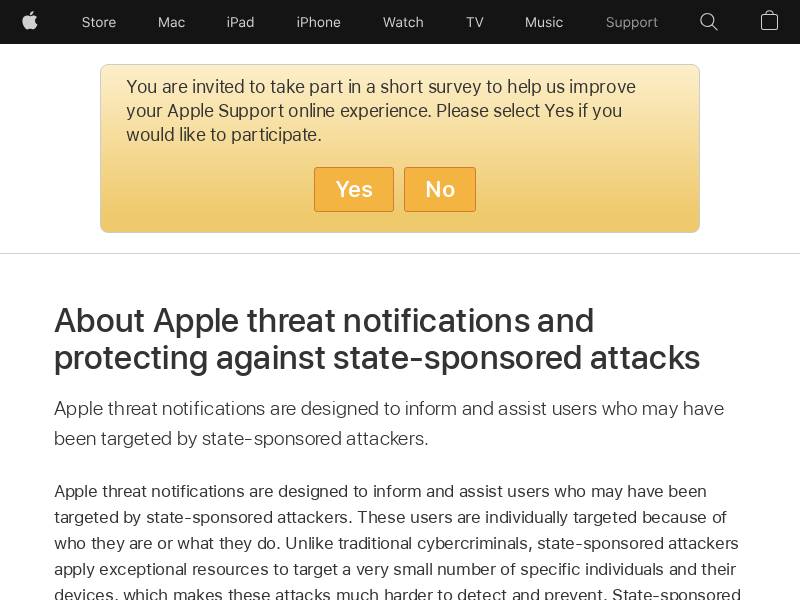 Store Mac iPad iPhone Watch TV Music Support
You are invited to take part in a short survey to help us improve
your Apple Support online experience. Please select Yes if you
would like to participate.
Yes No
About Apple threat notifications and
protecting against state-sponsored attacks
Apple threat notifications are designed to inform and assist users who may have
been targeted by state-sponsored attackers.
Apple threat notifications are designed to inform and assist users who may have been
targeted by state-sponsored attackers. These users are individually targeted because of
who they are or what they do. Unlike traditional cybercriminals, state-sponsored attackers
apply exceptional resources to target a very small number of specific individuals and their
devices, which makes these attacks much harder to detect and prevent. State-sponsored